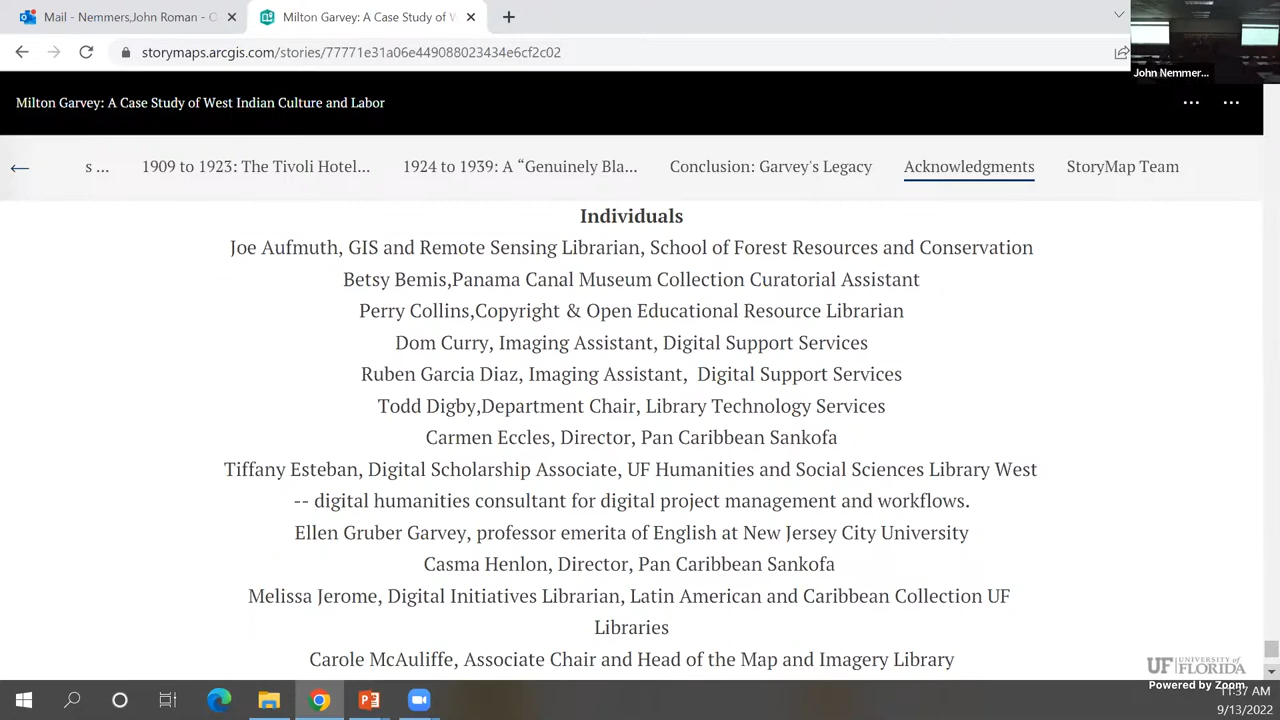 Mail - Nemmers,John Roman - O
Milton Garvey: A Case Study of W
storymaps.arcgis.com/stories/77771e31a06e449088023434e6cf2c02
John Nemmer...
Milton Garvey: A Case Study of West Indian Culture and Labor
s ...
1909 to 1923: The Tivoli Hotel...
1924 to 1939: A “Genuinely Bla...
Conclusion: Garvey's Legacy
Acknowledgments
StoryMap Team
Individuals
Joe Aufmuth, GIS and Remote Sensing Librarian, School of Forest Resources and Conservation
Betsy Bemis,Panama Canal Museum Collection Curatorial Assistant
Perry Collins,Copyright & Open Educational Resource Librarian
Dom Curry, Imaging Assistant, Digital Support Services
Ruben Garcia Diaz, Imaging Assistant,  Digital Support Services
Todd Digby,Department Chair, Library Technology Services
Carmen Eccles, Director, Pan Caribbean Sankofa
Tiffany Esteban, Digital Scholarship Associate, UF Humanities and Social Sciences Library West
-- digital humanities consultant for digital project management and workflows.
Ellen Gruber Garvey, professor emerita of English at New Jersey City University
Casma Henlon, Director, Pan Caribbean Sankofa
Melissa Jerome, Digital Initiatives Librarian, Latin American and Caribbean Collection UF
Libraries
Carole McAuliffe, Associate Chair and Head of the Map and Imagery Library
UF UNIVERSITY of FLORIDA
Powered by Zoom
11:37 AM
9/13/2022